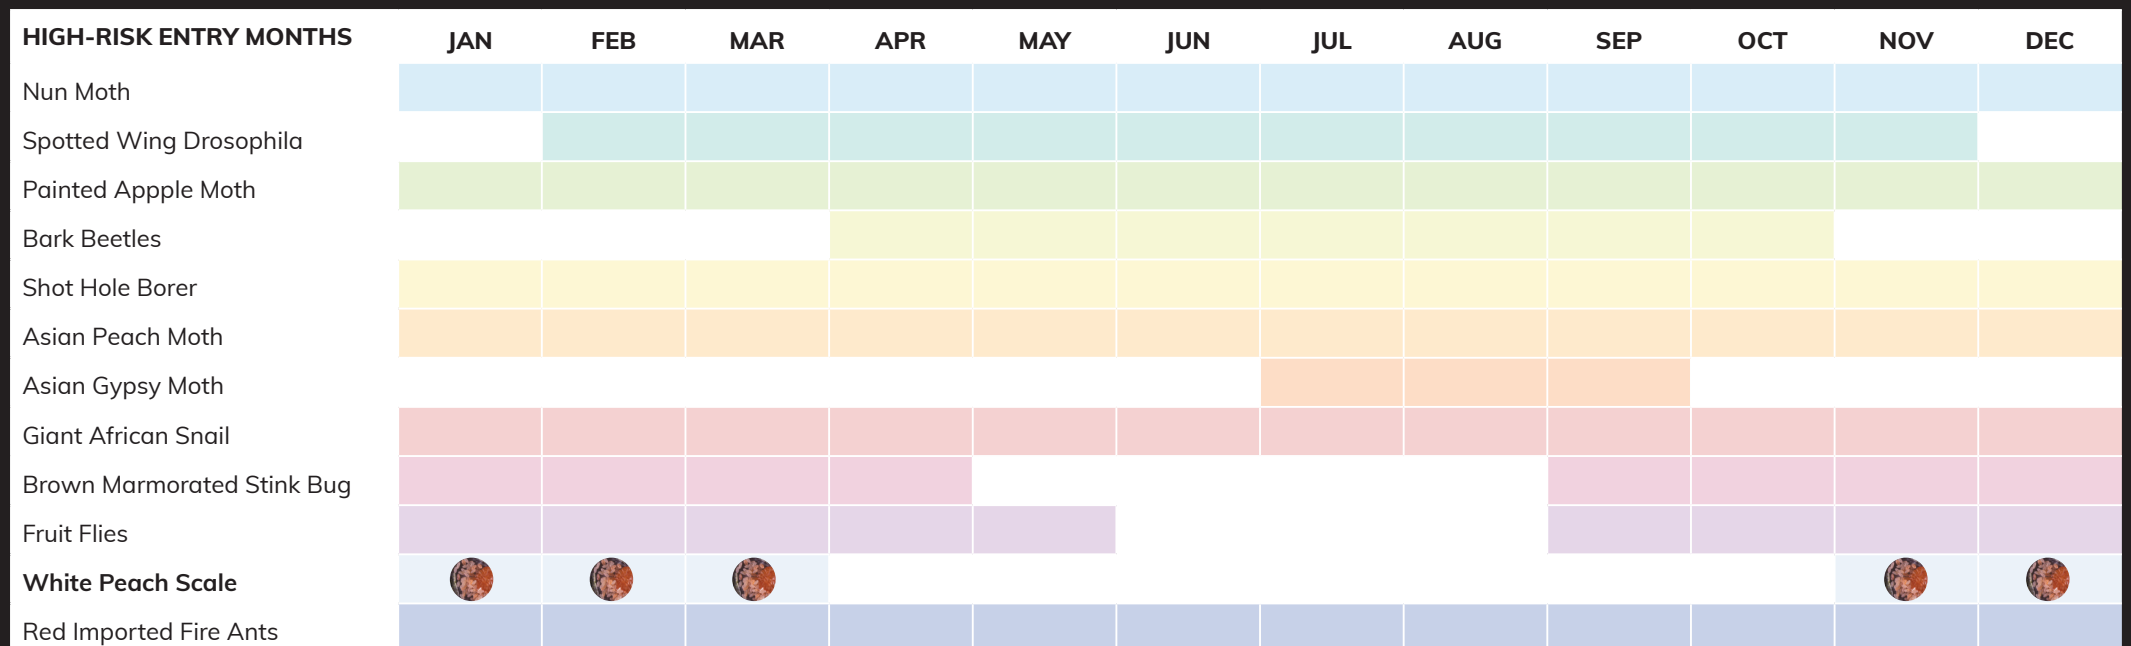 HIGH-RISK ENTRY MONTHS JAN FEB MAR APR MAY JUN JUL AUG SEP OCT NOV DEC
Nun Moth
Spotted Wing Drosophila
Painted Appple Moth
Bark Beetles
Shot Hole Borer
Asian Peach Moth
Asian Gypsy Moth
Giant African Snail
Brown Marmorated Stink Bug
Fruit Flies
White Peach Scale
Red Imported Fire Ants